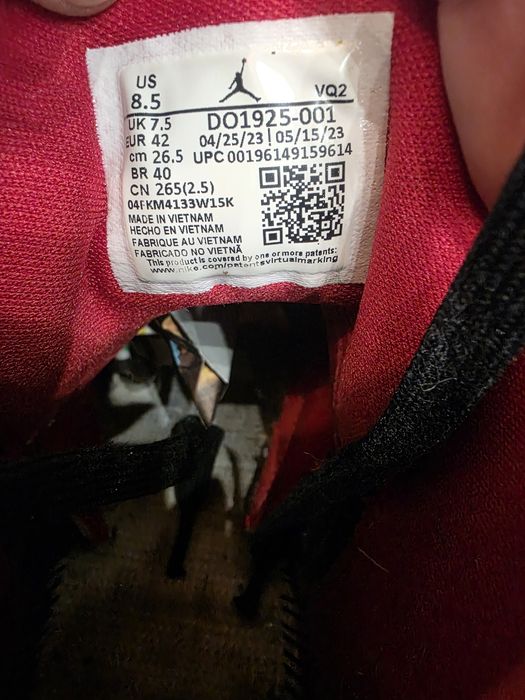 US
8.5
VQ2
UK 7.5 DO1925-001
EUR 42 04/25/23 05/15/23
cm 26.5 UPC 00196149159614
BR 40
CN 265(2.5)
04FKM4133W15K
MADE IN VIETNAM
HECHO EN VIETNAM
FABRIQUE AU VIETNAM
FABRICADO NO VIETNÃ
This product is covered by one or more patents:
www.nike.com/patentsvirtualmarking